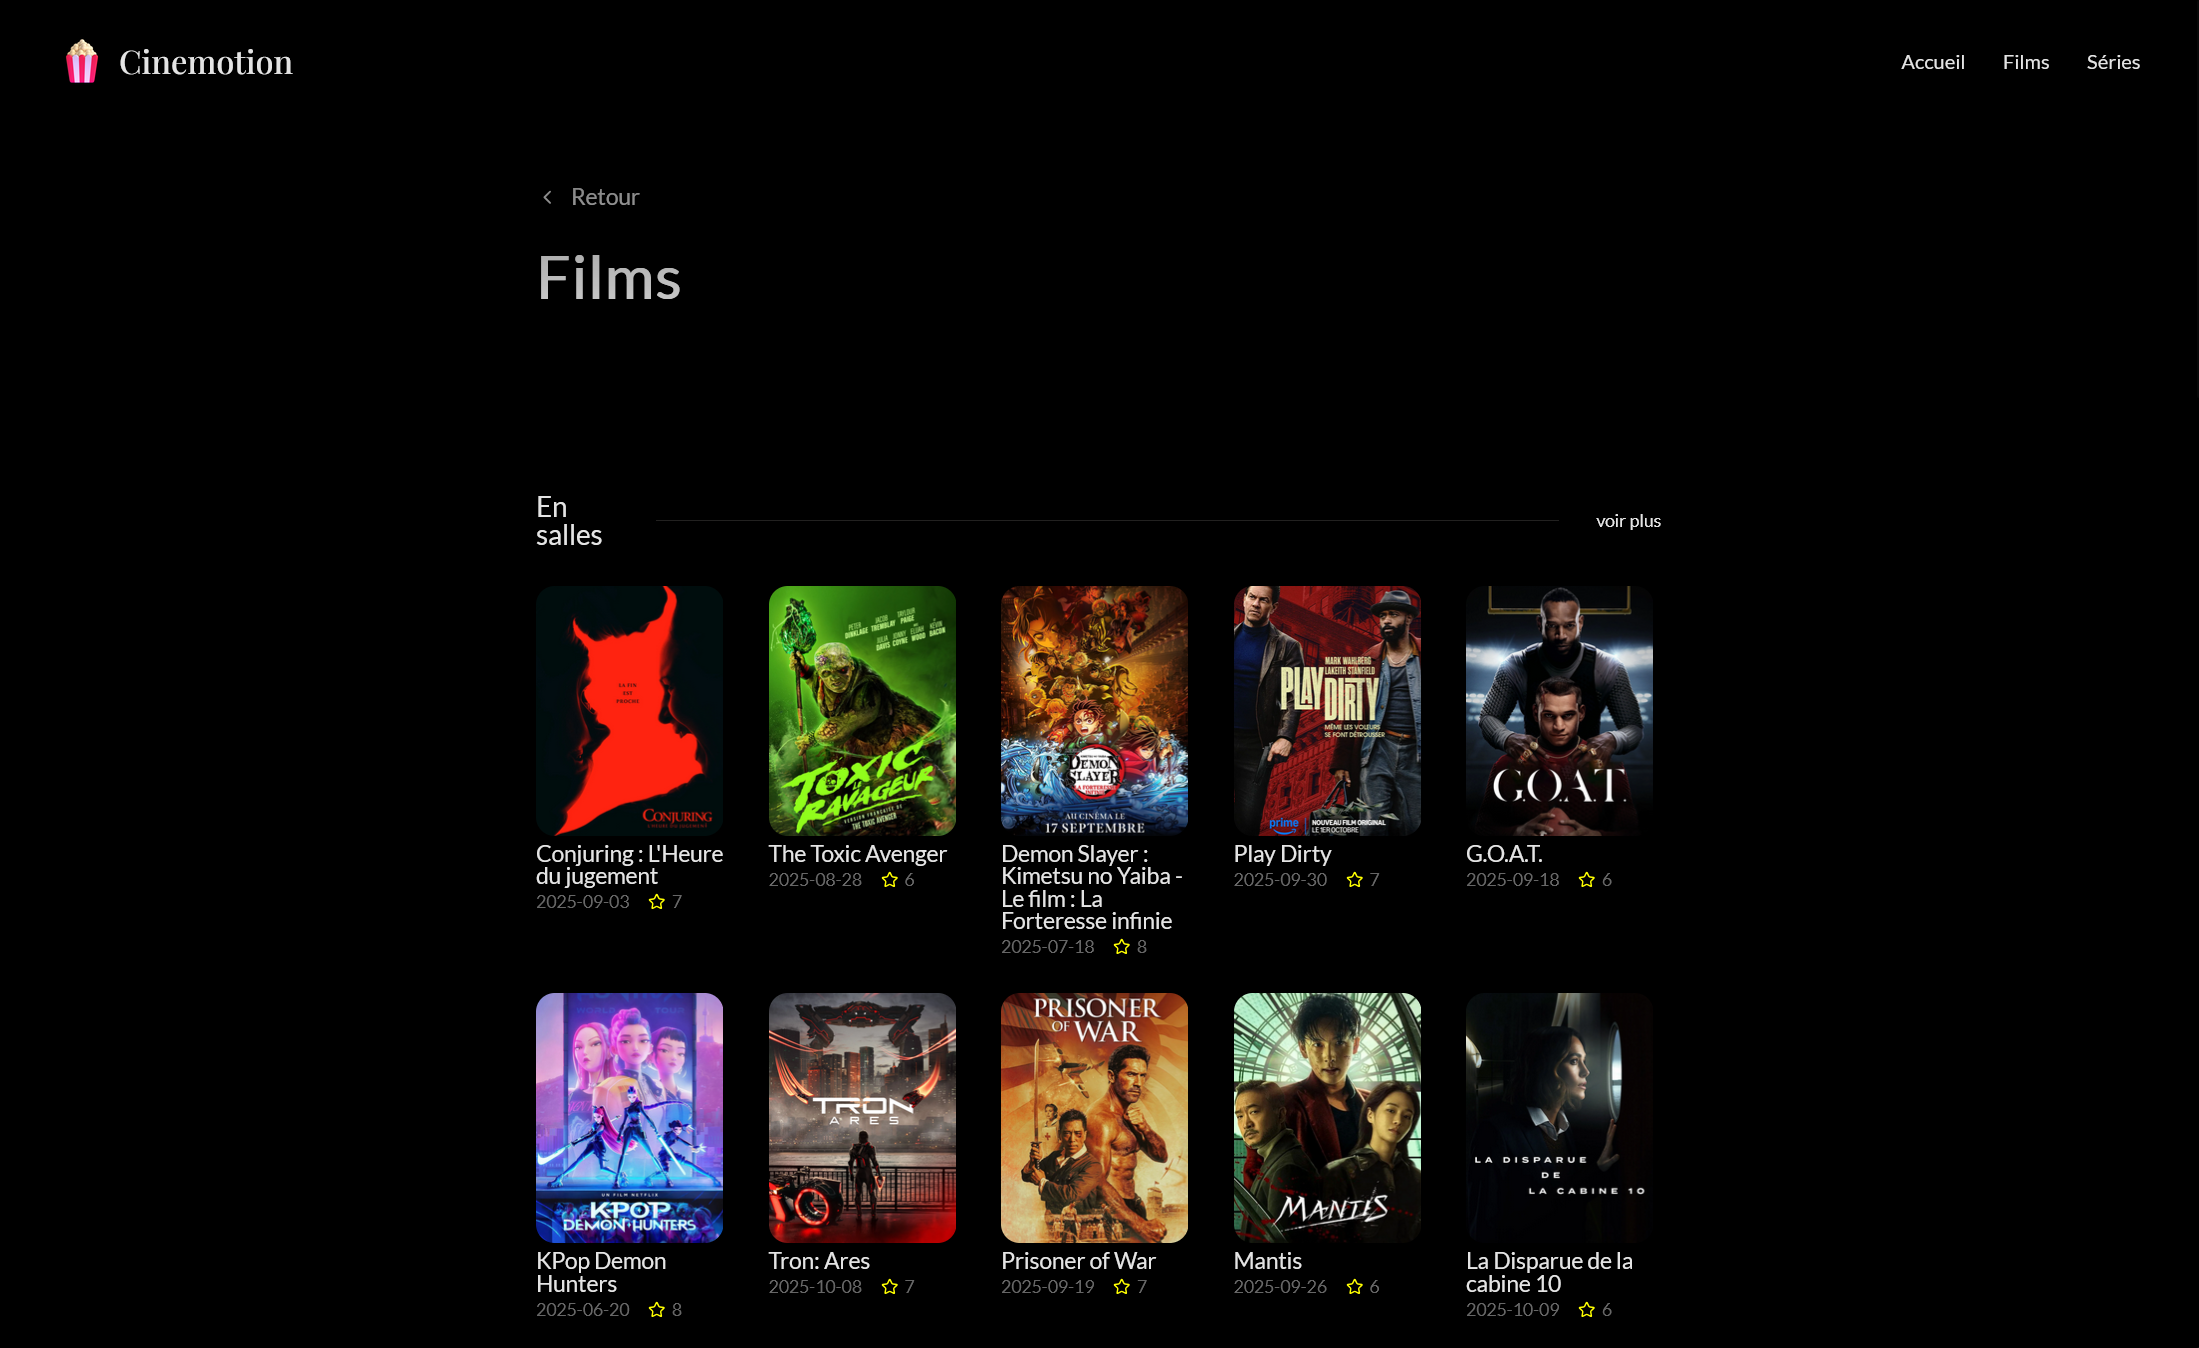 Cinemotion
Accueil
Films
Séries
Retour
Films
En
salles
voir plus
LA FIN
EST
PROCHE
CONJURING
L'HEURE DU JUGEMENT
Conjuring : L'Heure
du jugement
2025-09-03 7
PETER DINKLAGE
JACOB TREMBLAY
TAYLOUR PAIGE
JULIA DAVIS
JONNY COYNE
ELIJAH WOOD
KEVIN BACON
TOXIC
LE
RAVAGEUR
VERSION FRANÇAISE DE
THE TOXIC AVENGER
The Toxic Avenger
2025-08-28 6
DEMON
SLAYER
LA FORTERESSE
INFINIE
AU CINÉMA LE
17 SEPTEMBRE
Demon Slayer :
Kimetsu no Yaiba -
Le film : La
Forteresse infinie
2025-07-18 8
MARK WAHLBERG
LAKEITH STANFIELD
PLAY
DIRTY
MÊME LES VOLEURS
SE FONT DÉTROUSSER
prime
NOUVEAU FILM ORIGINAL
LE 1ER OCTOBRE
Play Dirty
2025-09-30 7
G.O.A.T.
G.O.A.T.
2025-09-18 6
WORLD TOUR
UN FILM NETFLIX
KPOP
DEMON HUNTERS
KPop Demon
Hunters
2025-06-20 8
TRON
ARES
Tron: Ares
2025-10-08 7
PRISONER
OF WAR
Prisoner of War
2025-09-19 7
MANTIS
Mantis
2025-09-26 6
LA DISPARUE
DE
LA CABINE 10
La Disparue de la
cabine 10
2025-10-09 6